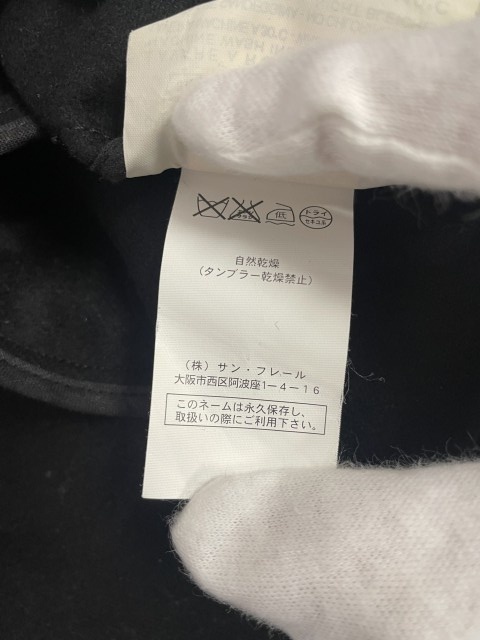 低
ドライ
セキユ系
自然乾燥
(タンブラー乾燥禁止)
(株)サン・フレール
大阪市西区阿波座1-4-16
このネームは永久保存し、
取扱いの際にご利用下さい。